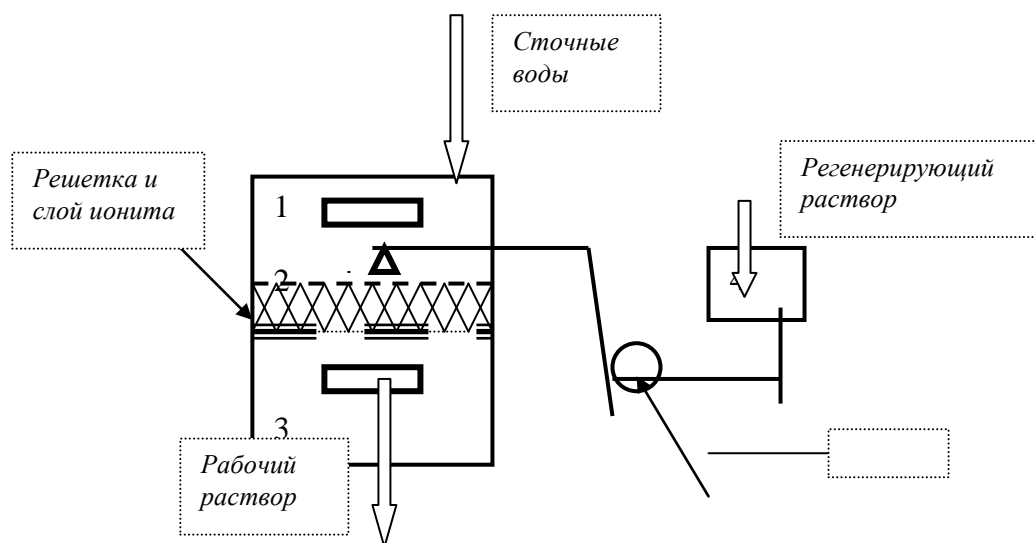 Сточные
воды
Решетка и
слой ионита
Регенерирующий
раствор
1
2
3
Рабочий
раствор